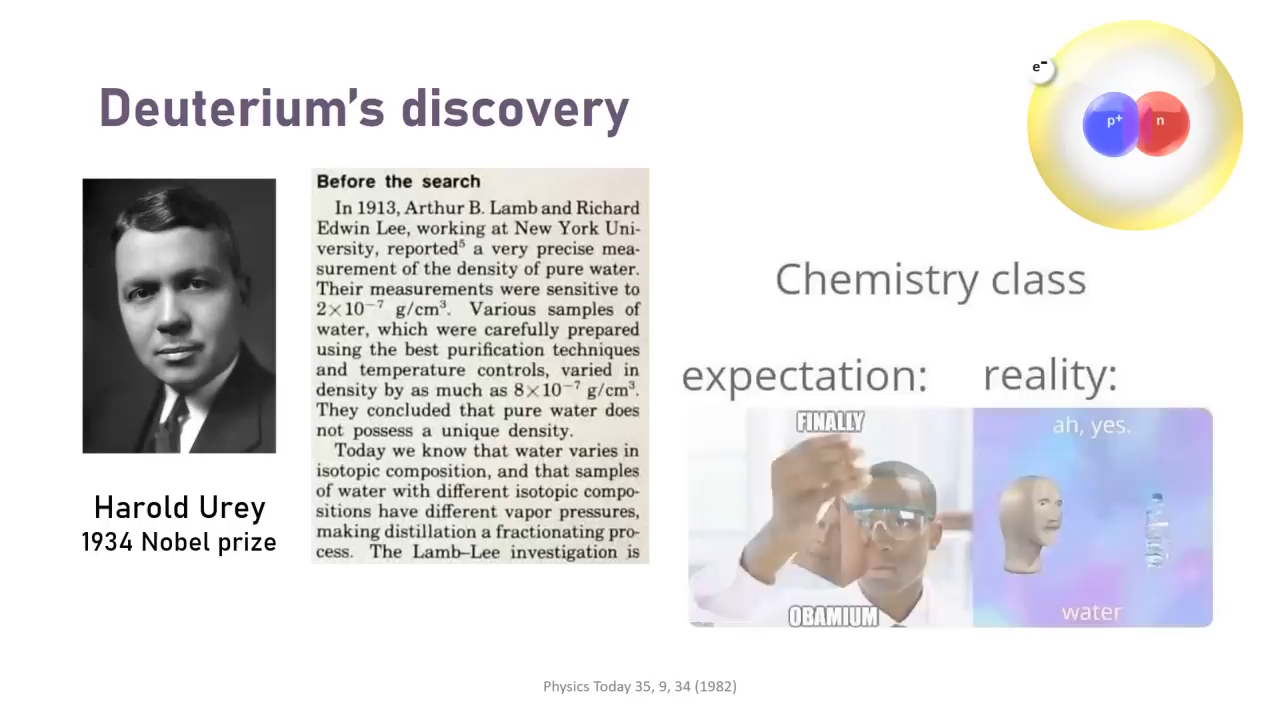 Deuterium's discovery
e⁻
p⁺
n
Harold Urey
1934 Nobel prize
Before the search
In 1913, Arthur B. Lamb and Richard
Edwin Lee, working at New York Uni-
versity, reported⁵ a very precise mea-
surement of the density of pure water.
Their measurements were sensitive to
2×10⁻⁷ g/cm³. Various samples of
water, which were carefully prepared
using the best purification techniques
and temperature controls, varied in
density by as much as 8×10⁻⁷ g/cm³.
They concluded that pure water does
not possess a unique density.
Today we know that water varies in
isotopic composition, and that samples
of water with different isotopic compo-
sitions have different vapor pressures,
making distillation a fractionating pro-
cess. The Lamb–Lee investigation is
Chemistry class
expectation:
reality:
FINALLY
OBAMIUM
ah, yes.
water
Physics Today 35, 9, 34 (1982)